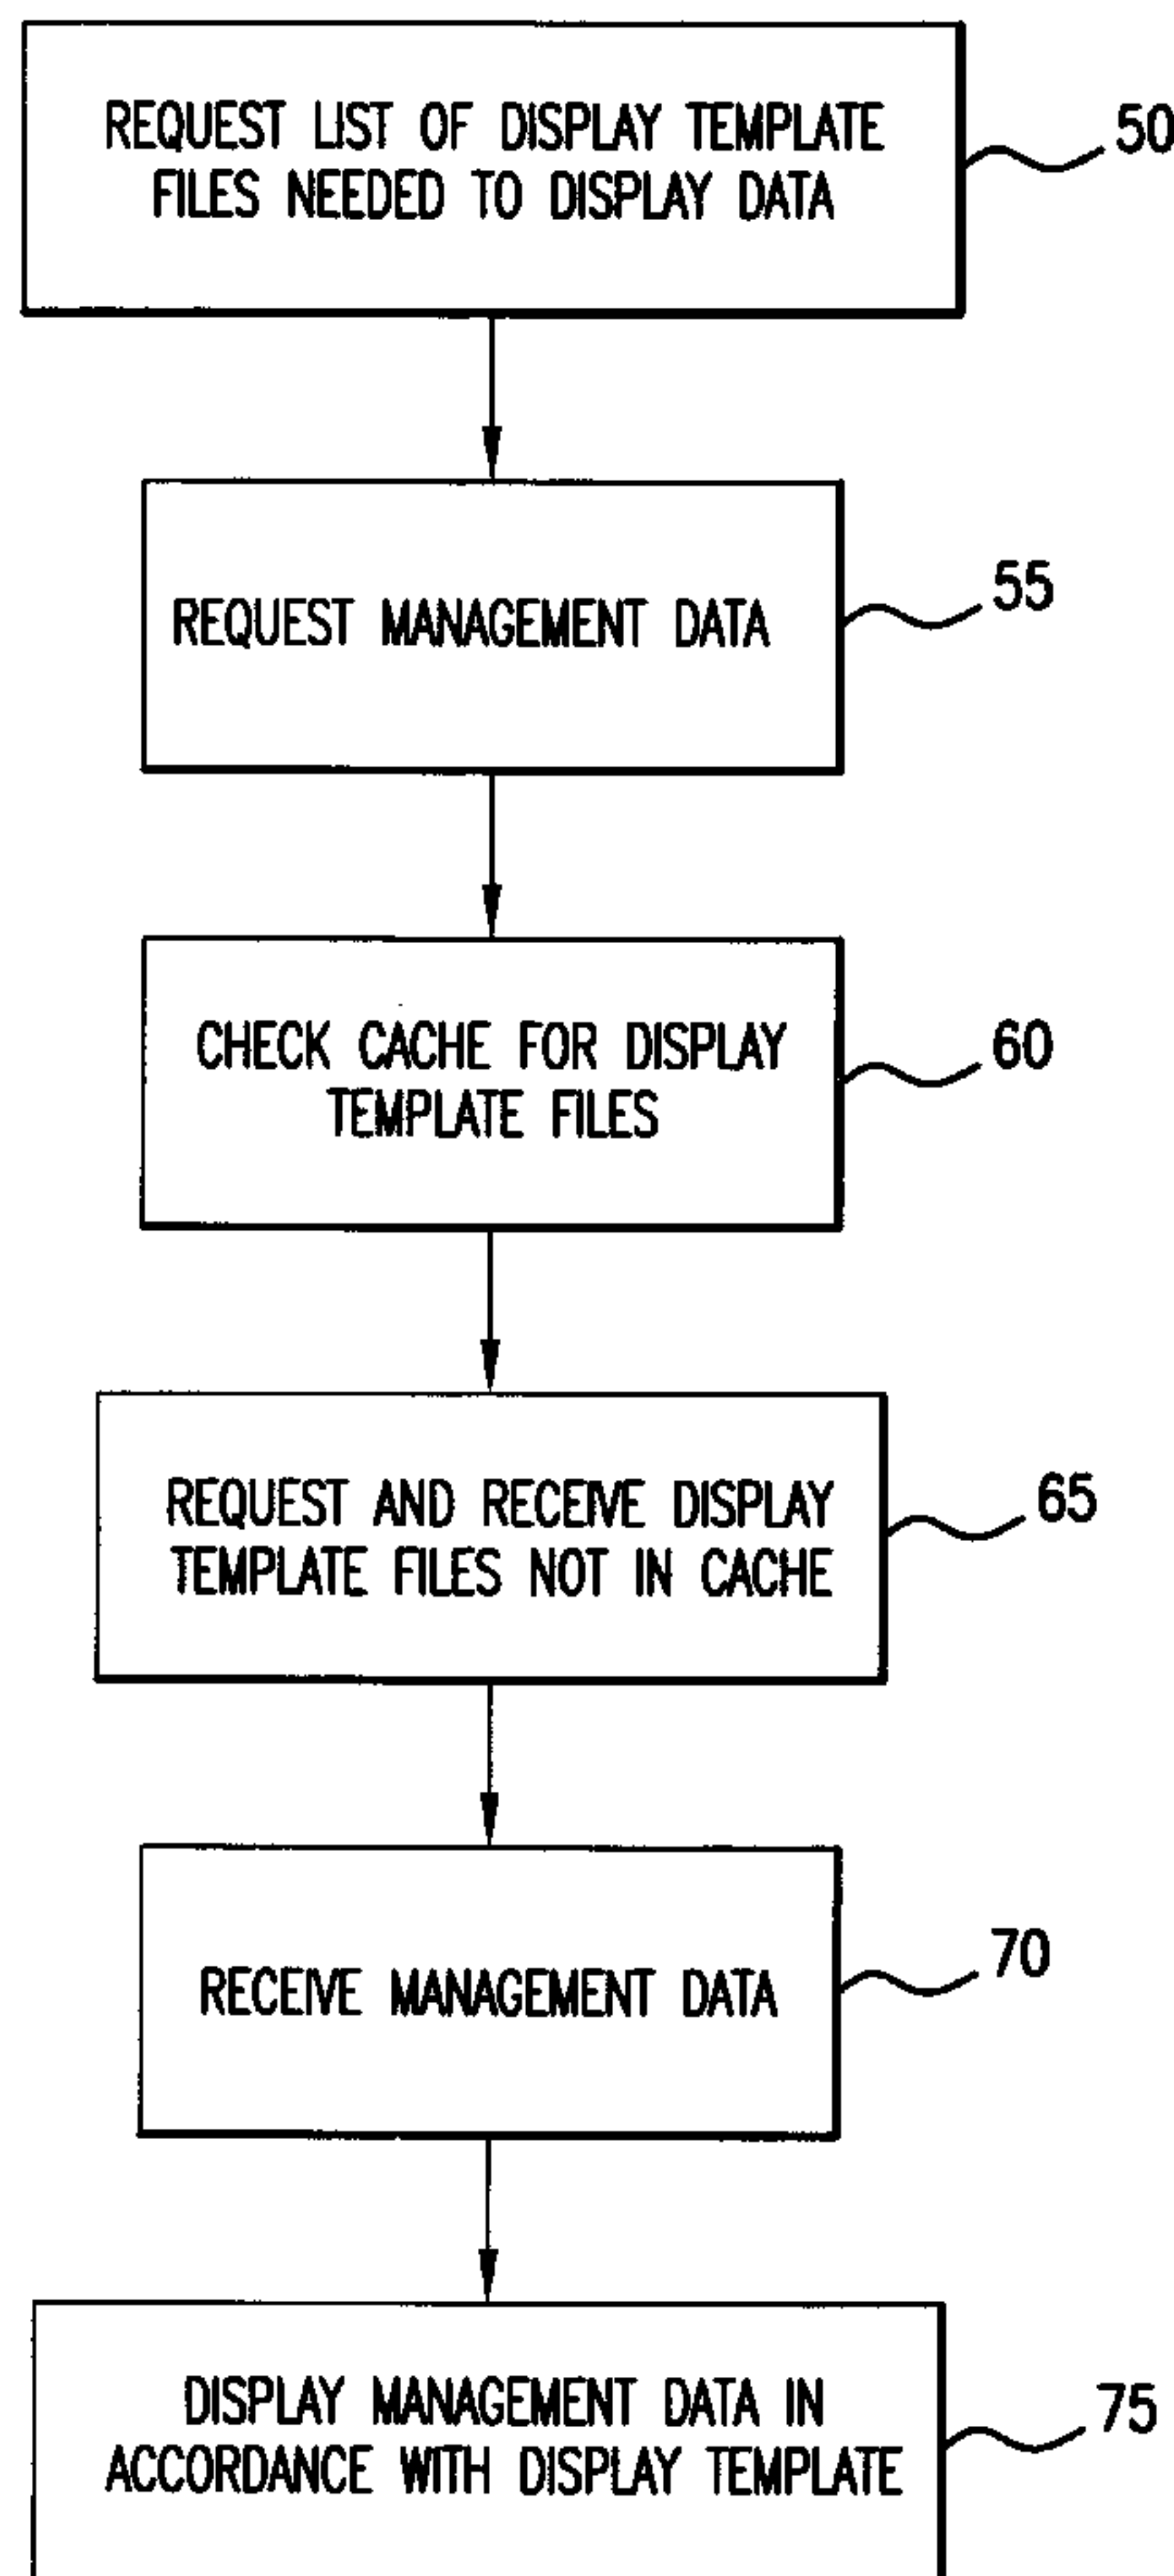 REQUEST LIST OF DISPLAY TEMPLATE
FILES NEEDED TO DISPLAY DATA
50
REQUEST MANAGEMENT DATA
55
CHECK CACHE FOR DISPLAY
TEMPLATE FILES
60
REQUEST AND RECEIVE DISPLAY
TEMPLATE FILES NOT IN CACHE
65
RECEIVE MANAGEMENT DATA
70
DISPLAY MANAGEMENT DATA IN
ACCORDANCE WITH DISPLAY TEMPLATE
75